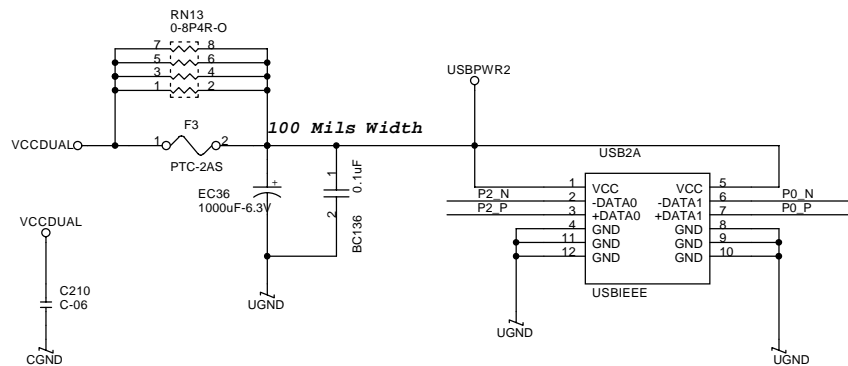 RN13
0-8P4R-O
7 8
5 6
3 4
1 2
USBPWR2
F3
100 Mils Width
VCCDUAL 1 2
PTC-2AS
USB2A
1 0.1uF
2 BC136
EC36
1000uF-6.3V
+
P2_N
P2_P
1 VCC VCC 5
2 -DATA0 -DATA1 6
3 +DATA0 +DATA1 7
4 GND GND 8
11 GND GND 9
12 GND GND 10
P0_N
P0_P
USBIEEE
VCCDUAL
C210
C-06
CGND
UGND
UGND
UGND